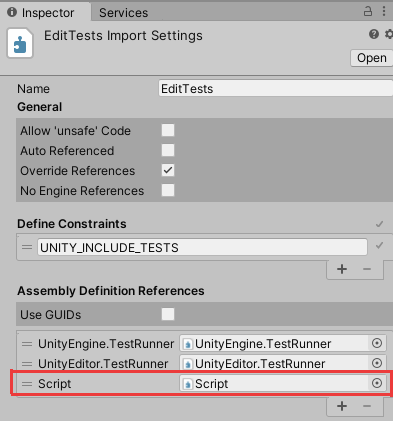 Inspector Services
EditTests Import Settings
Open
Name EditTests
General
Allow 'unsafe' Code
Auto Referenced
Override References
No Engine References
Define Constraints
UNITY_INCLUDE_TESTS
Assembly Definition References
Use GUIDs
UnityEngine.TestRunner UnityEngine.TestRunner
UnityEditor.TestRunner UnityEditor.TestRunner
Script Script